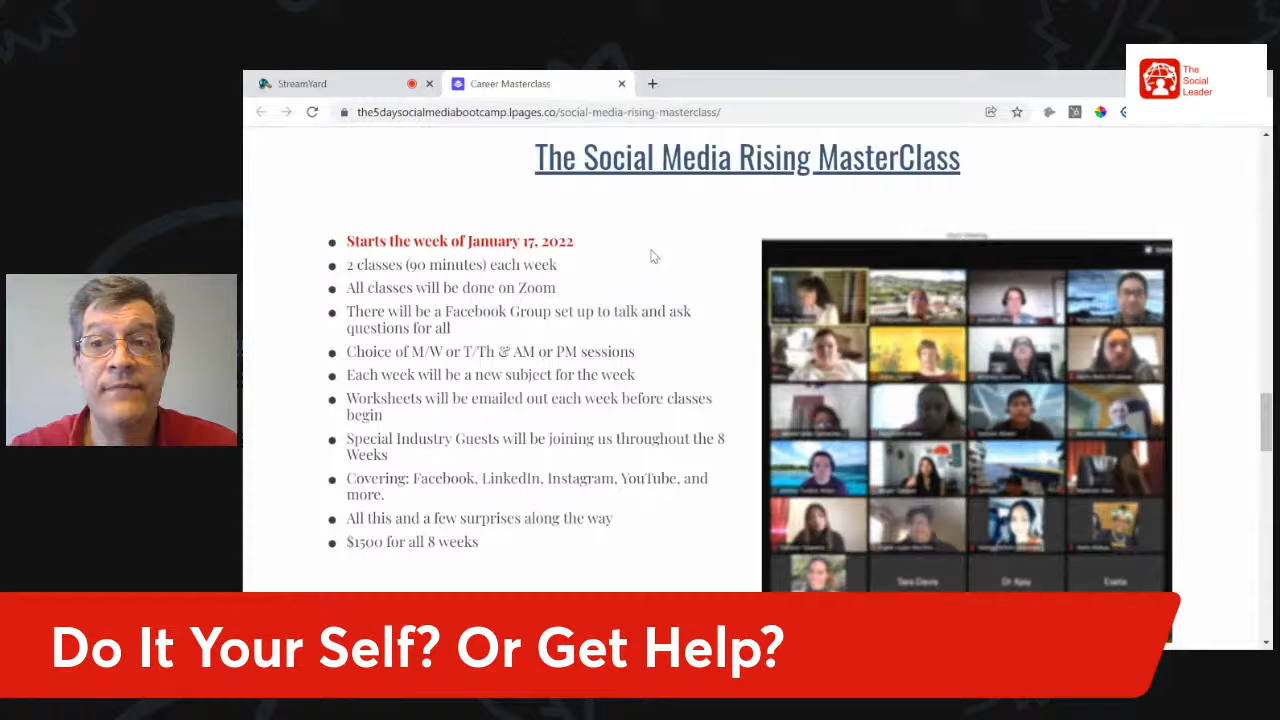 The
Social
Leader
StreamYard
Career Masterclass
the5daysocialmediabootcamp.lpages.co/social-media-rising-masterclass/
The Social Media Rising MasterClass
Starts the week of January 17, 2022
2 classes (90 minutes) each week
All classes will be done on Zoom
There will be a Facebook Group set up to talk and ask
questions for all
Choice of M/W or T/Th & AM or PM sessions
Each week will be a new subject for the week
Worksheets will be emailed out each week before classes
begin
Special Industry Guests will be joining us throughout the 8
Weeks
Covering: Facebook, LinkedIn, Instagram, YouTube, and
more.
All this and a few surprises along the way
$1500 for all 8 weeks
Tara Davis
Dr Ajay
Do It Your Self? Or Get Help?